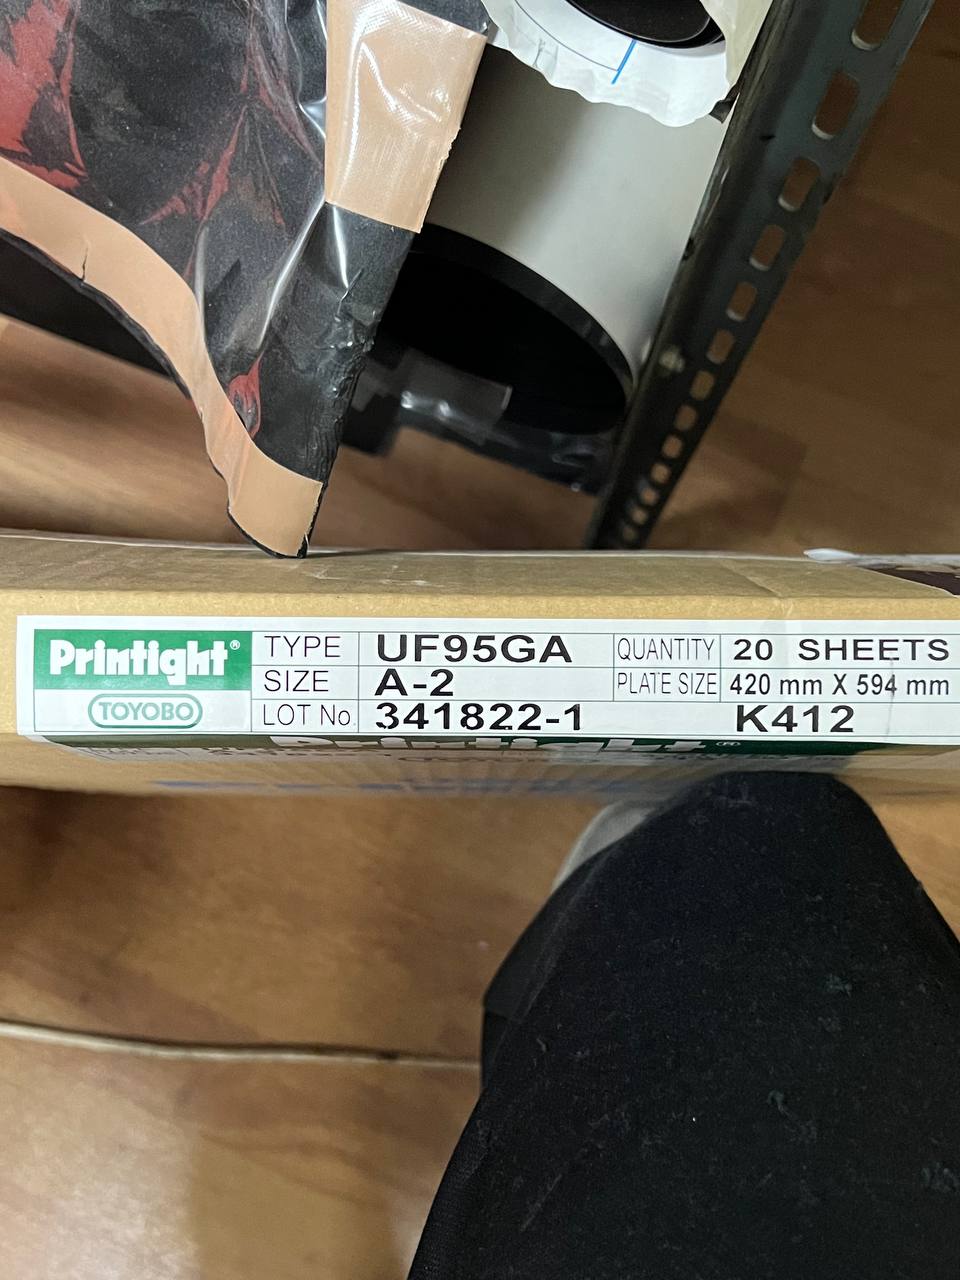 Printight® TYPE UF95GA QUANTITY 20 SHEETS
SIZE A-2 PLATE SIZE 420 mm X 594 mm
TOYOBO LOT No. 341822-1 K412
Printight®